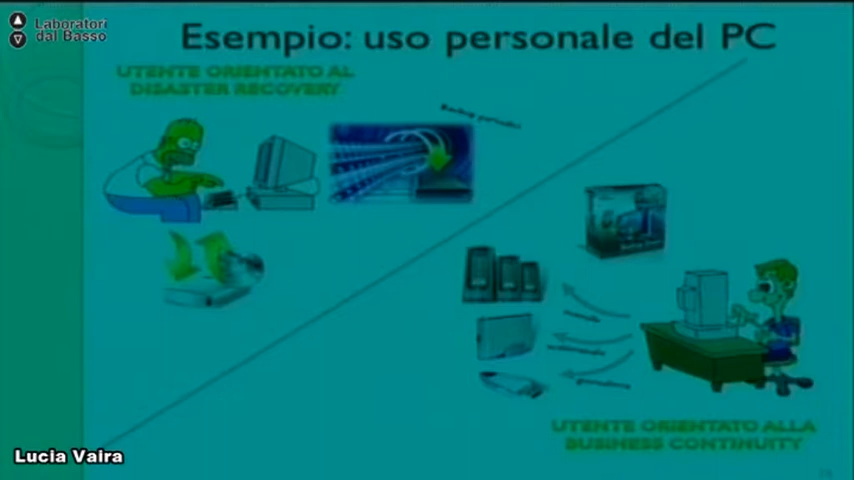 Laboratori
dal Basso
Esempio: uso personale del PC
UTENTE ORIENTATO AL
DISASTER RECOVERY
UTENTE ORIENTATO ALLA
BUSINESS CONTINUITY
Lucia Vaira